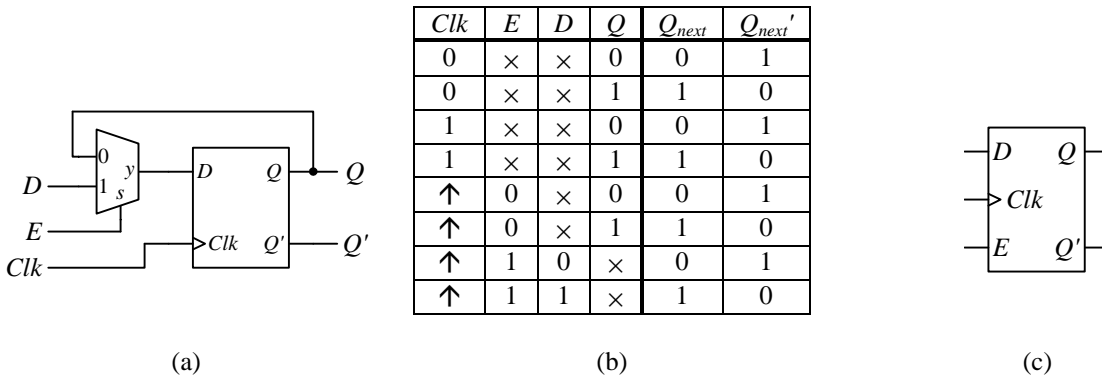 0
1
s
y
D
E
Clk
D
Q
Clk
Q'
Q
Q'
(a)
Clk E D Q Qnext Qnext'
0 × × 0 0 1
0 × × 1 1 0
1 × × 0 0 1
1 × × 1 1 0
↑ 0 × 0 0 1
↑ 0 × 1 1 0
↑ 1 0 × 0 1
↑ 1 1 × 1 0
(b)
D Q
Clk
E Q'
(c)